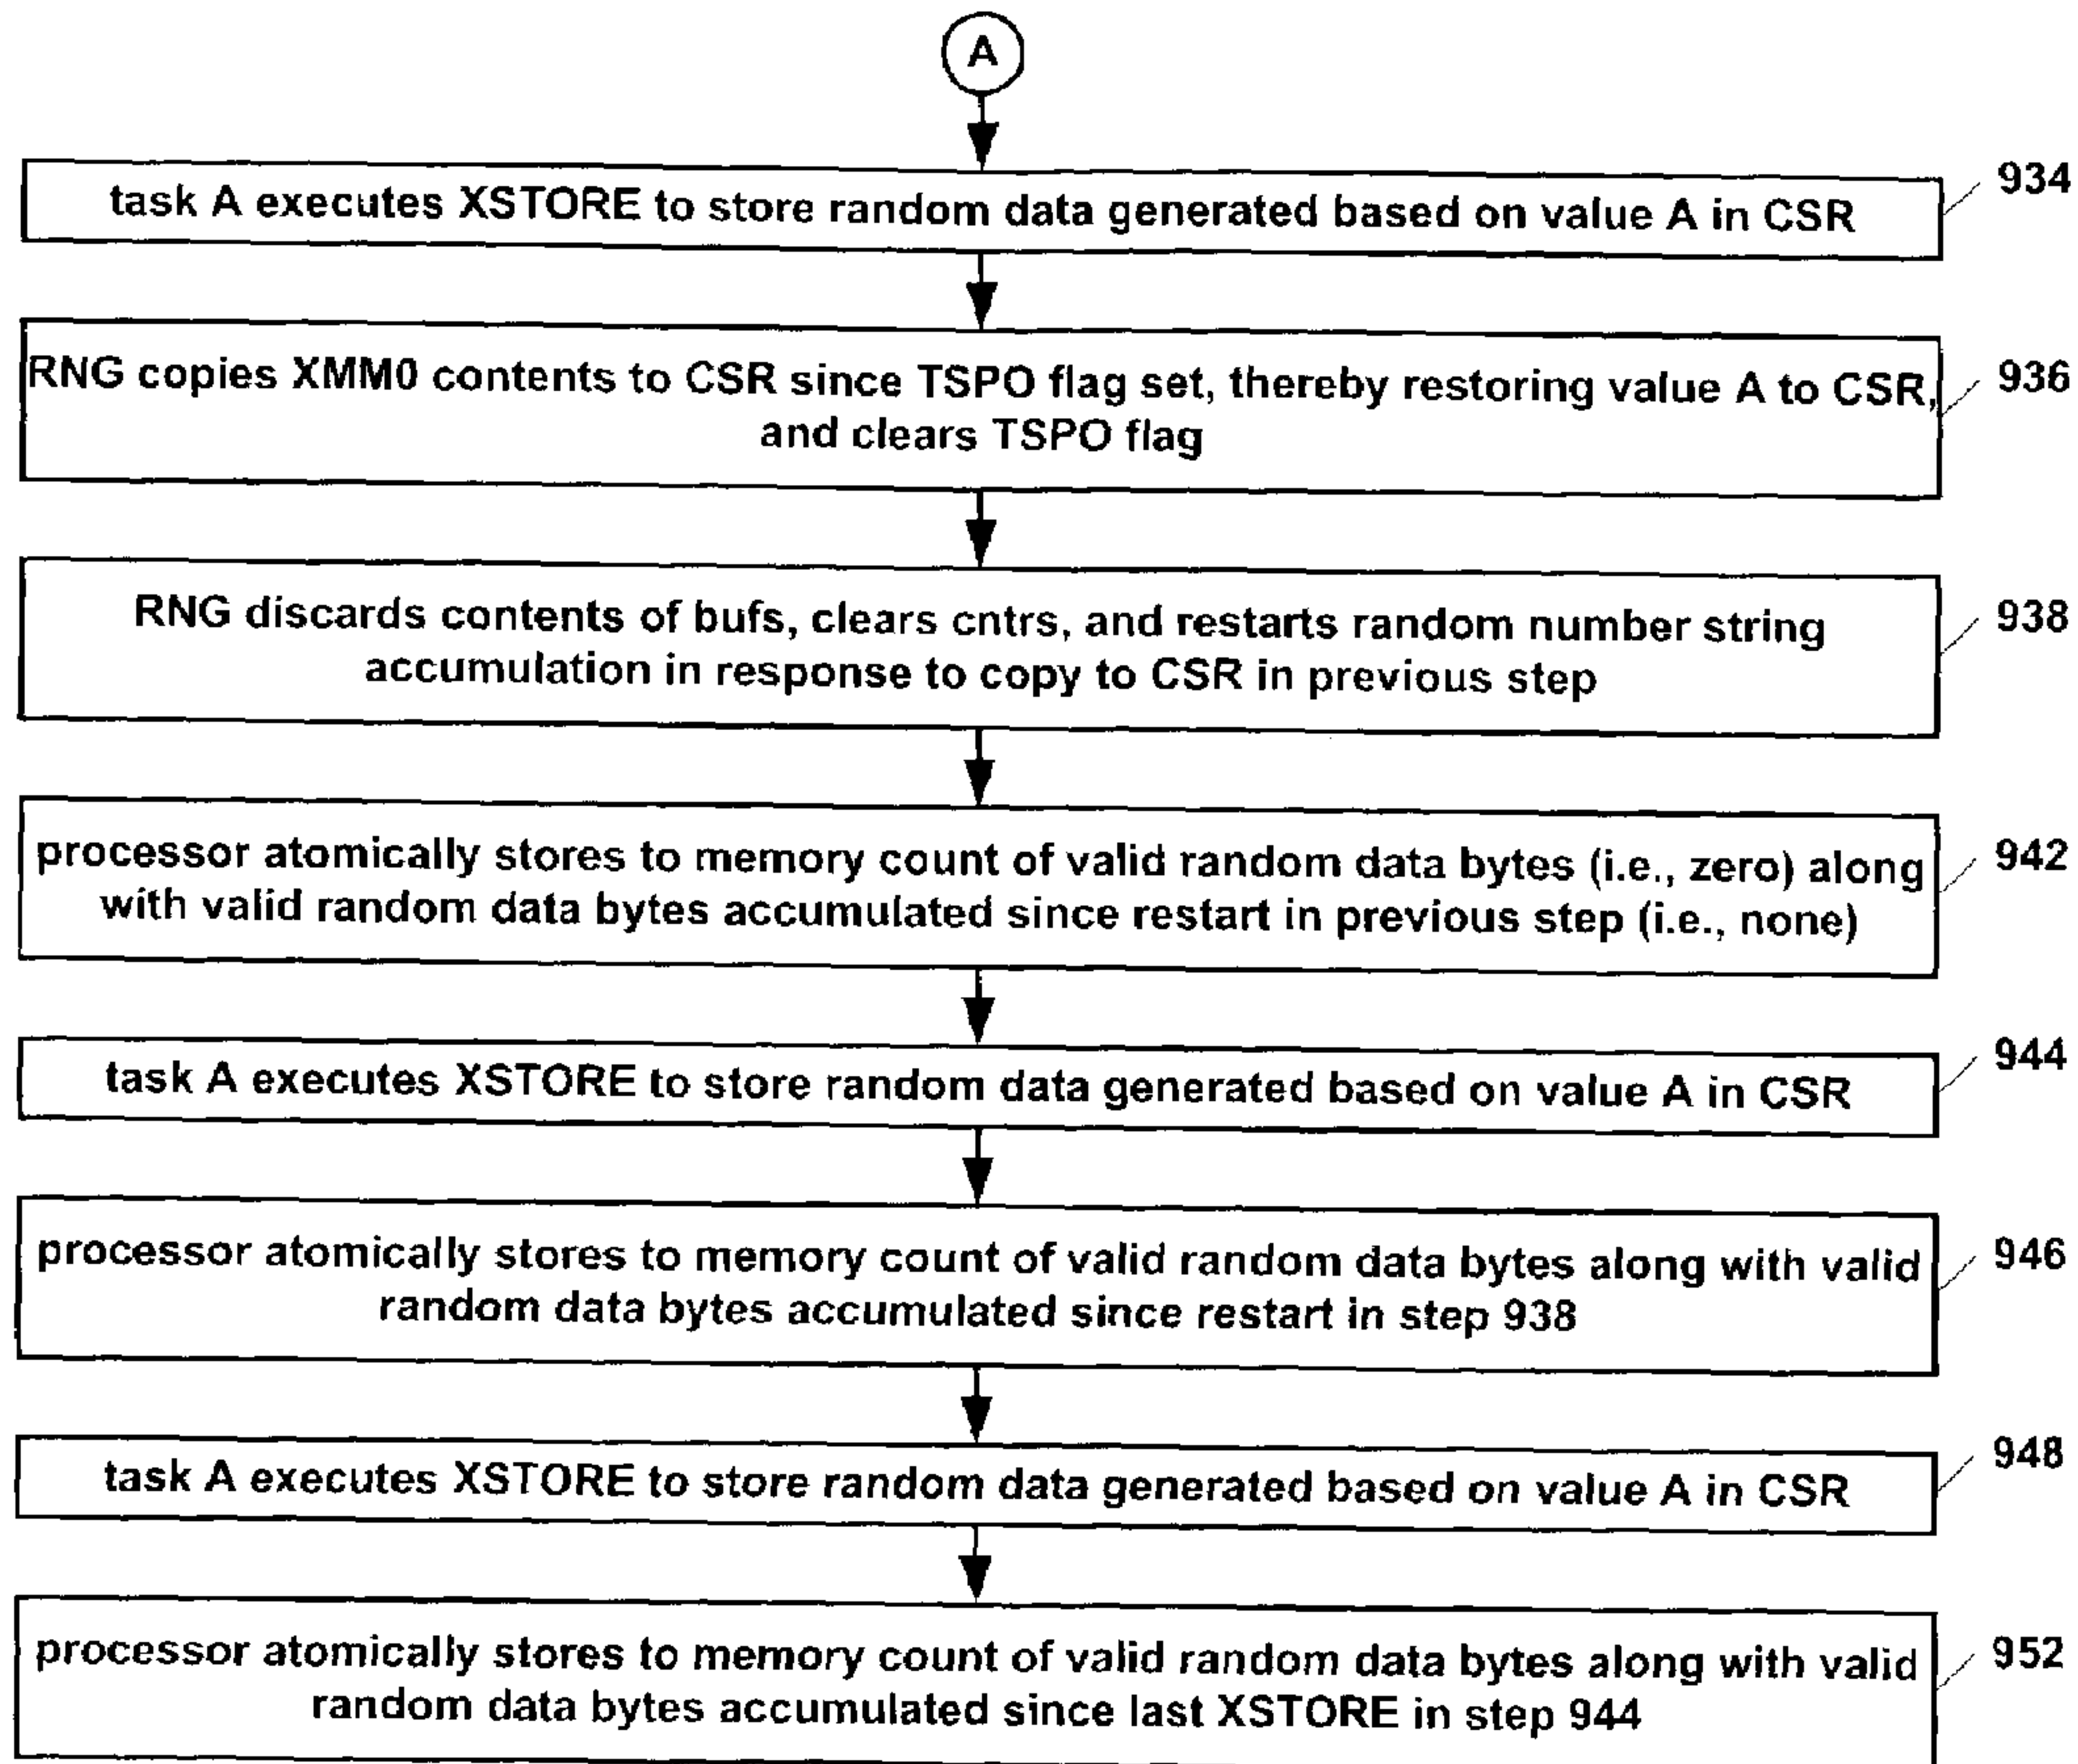 A
task A executes XSTORE to store random data generated based on value A in CSR
934
RNG copies XMM0 contents to CSR since TSPO flag set, thereby restoring value A to CSR,
and clears TSPO flag
936
RNG discards contents of bufs, clears cntrs, and restarts random number string
accumulation in response to copy to CSR in previous step
938
processor atomically stores to memory count of valid random data bytes (i.e., zero) along
with valid random data bytes accumulated since restart in previous step (i.e., none)
942
task A executes XSTORE to store random data generated based on value A in CSR
944
processor atomically stores to memory count of valid random data bytes along with valid
random data bytes accumulated since restart in step 938
946
task A executes XSTORE to store random data generated based on value A in CSR
948
processor atomically stores to memory count of valid random data bytes along with valid
random data bytes accumulated since last XSTORE in step 944
952